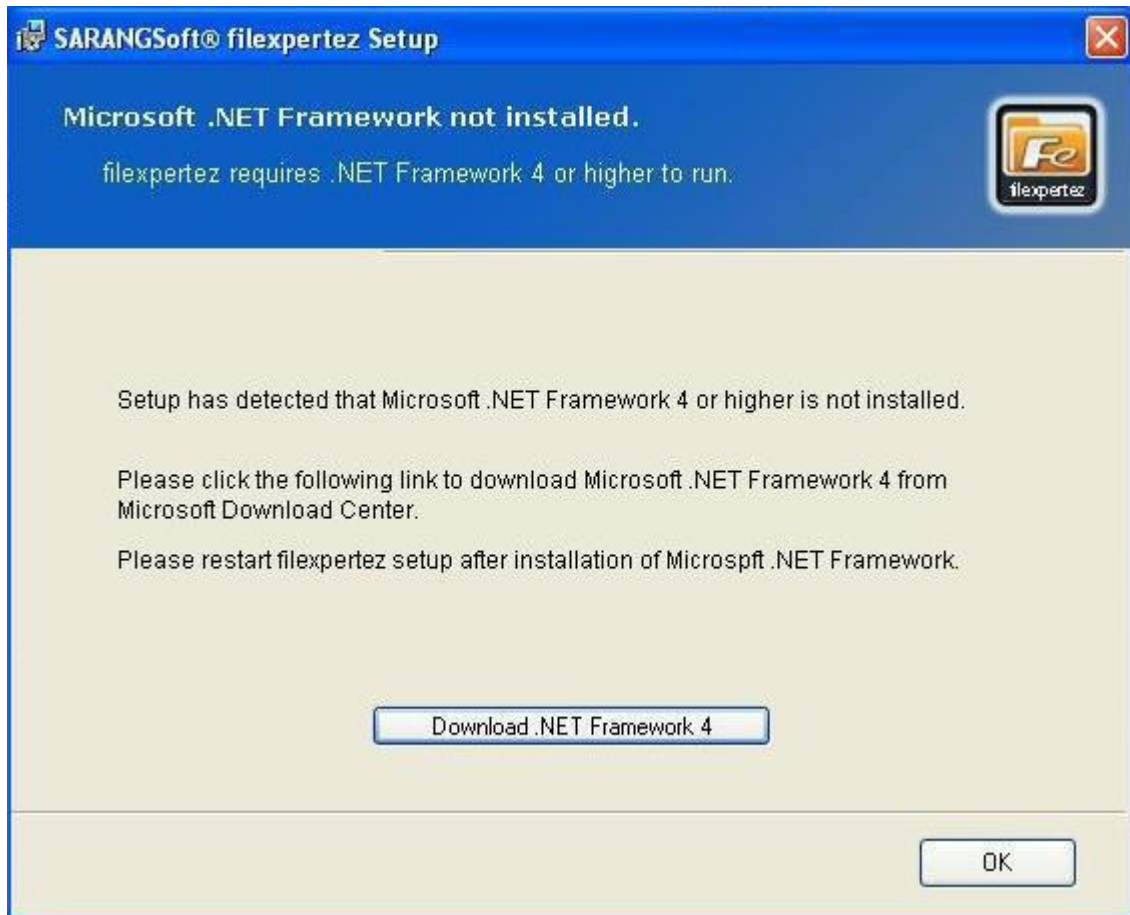 SARANGSoft® filexpertez Setup
Microsoft .NET Framework not installed.
filexpertez requires .NET Framework 4 or higher to run.
Fe
filexpertez
Setup has detected that Microsoft .NET Framework 4 or higher is not installed.
Please click the following link to download Microsoft .NET Framework 4 from
Microsoft Download Center.
Please restart filexpertez setup after installation of Microspft .NET Framework.
Download .NET Framework 4
OK